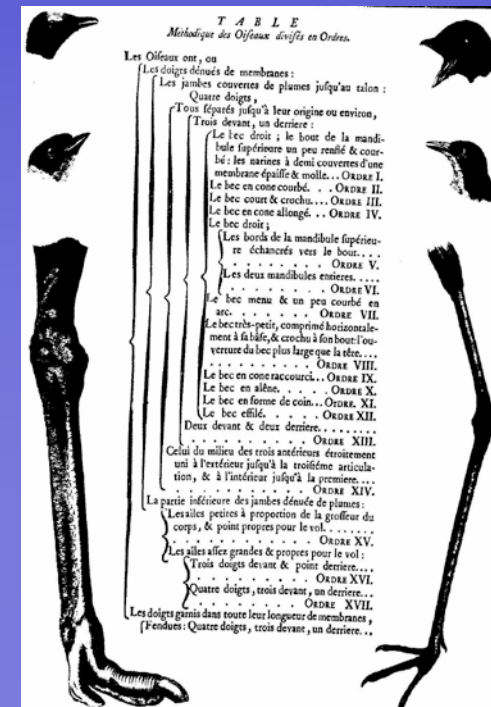 TABLE
Méthodique des Oiseaux divisés en Ordres.
Les Oiseaux ont, ou
Les doigts dénués de membranes :
Les jambes couvertes de plumes jusqu'au talon :
Quatre doigts,
Tous séparés jusqu'à leur origine ou environ,
Trois devant, un derriere :
Le bec droit ; le bout de la mandi-
bule supérieure un peu renflé & cour-
bé : les narines à demi couvertes d'une
membrane épaisse & molle... ORDRE I.
Le bec en cone courbé. . . ORDRE II.
Le bec court & crochu.... ORDRE III.
Le bec en cone allongé. . . ORDRE IV.
Le bec droit ;
Les bords de la mandibule supérieu-
re échancrés vers le bout....
. . . . . . . . ORDRE V.
Les deux mandibules entieres.....
. . . . . . . . ORDRE VI.
Le bec menu & un peu courbé en
arc. . . . . . . ORDRE VII.
Le bec très-petit, comprimé horizontale-
ment à sa bâse, & crochu à son bout: l'ou-
verture du bec plus large que la tête....
. . . . . . . . ORDRE VIII.
Le bec en cone raccourci... ORDRE IX.
Le bec en alêne. . . . . ORDRE X.
Le bec en forme de coin... ORDRE. XI.
Le bec effilé. . . . . . ORDRE XII.
Deux devant & deux derriere.........
. . . . . . . . . . ORDRE XIII.
Celui du milieu des trois antérieurs étroitement
uni à l'extérieur jusqu'à la troisiéme articula-
tion, & à l'intérieur jusqu'à la premiere....
. . . . . . . . . . . ORDRE XIV.
La partie inférieure des jambes dénuée de plumes :
Les ailes petites à proportion de la grosseur du
corps, & point propres pour le vol........
. . . . . . . . . . . ORDRE XV.
Les ailes assez grandes & propres pour le vol :
Trois doigts devant & point derriere....
. . . . . . . . . . ORDRE XVI.
Quatre doigts, trois devant, un derriere...
. . . . . . . . . . ORDRE XVII.
Les doigts garnis dans toute leur longueur de membranes,
Fendues : Quatre doigts, trois devant, un derriere...